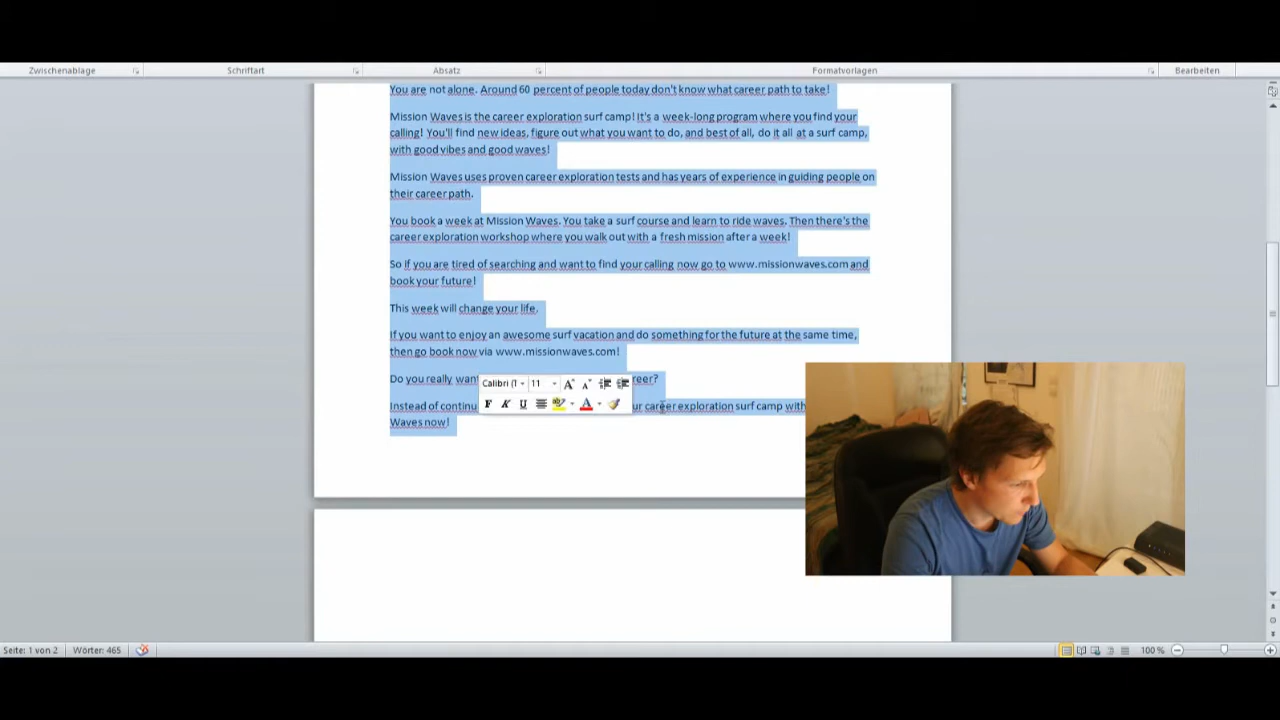 Zwischenablage Schriftart Absatz Formatvorlagen Bearbeiten
You are not alone. Around 60 percent of people today don't know what career path to take!
Mission Waves is the career exploration surf camp! It's a week-long program where you find your
calling! You'll find new ideas, figure out what you want to do, and best of all, do it all at a surf camp,
with good vibes and good waves!
Mission Waves uses proven career exploration tests and has years of experience in guiding people on
their career path.
You book a week at Mission Waves. You take a surf course and learn to ride waves. Then there's the
career exploration workshop where you walk out with a fresh mission after a week!
So if you are tired of searching and want to find your calling now go to www.missionwaves.com and
book your future!
This week will change your life.
If you want to enjoy an awesome surf vacation and do something for the future at the same time,
then go book now via www.missionwaves.com!
Do you really want
Calibri 11
F K U
Instead of career exploration surf camp with
Waves now!
Seite: 1 von 2 Wörter: 465 100 %